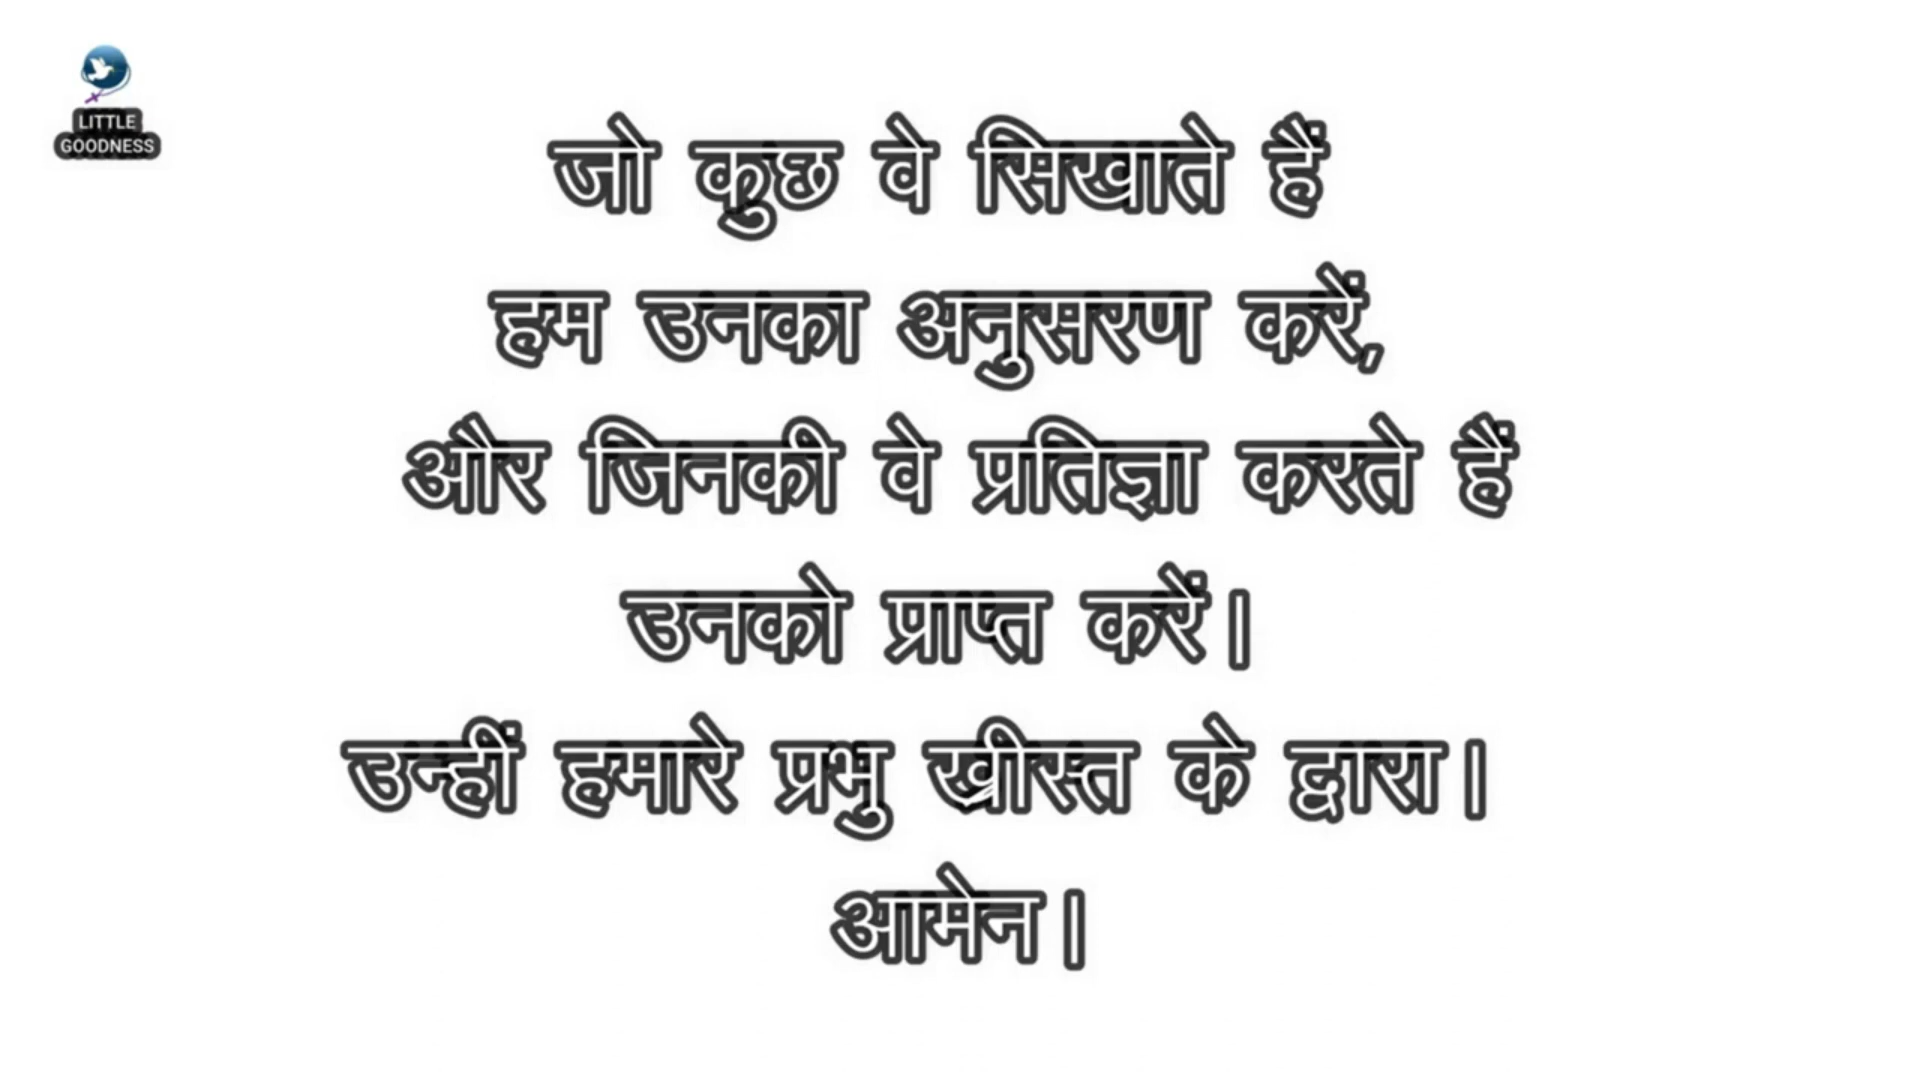 LITTLE
GOODNESS
जो कुछ वे सिखाते हैं
हम उनका अनुसरण करें,
और जिनकी वे प्रतिज्ञा करते हैं
उनको प्राप्त करें।
उन्हीं हमारे प्रभु ख्रीस्त के द्वारा।
आमेन।